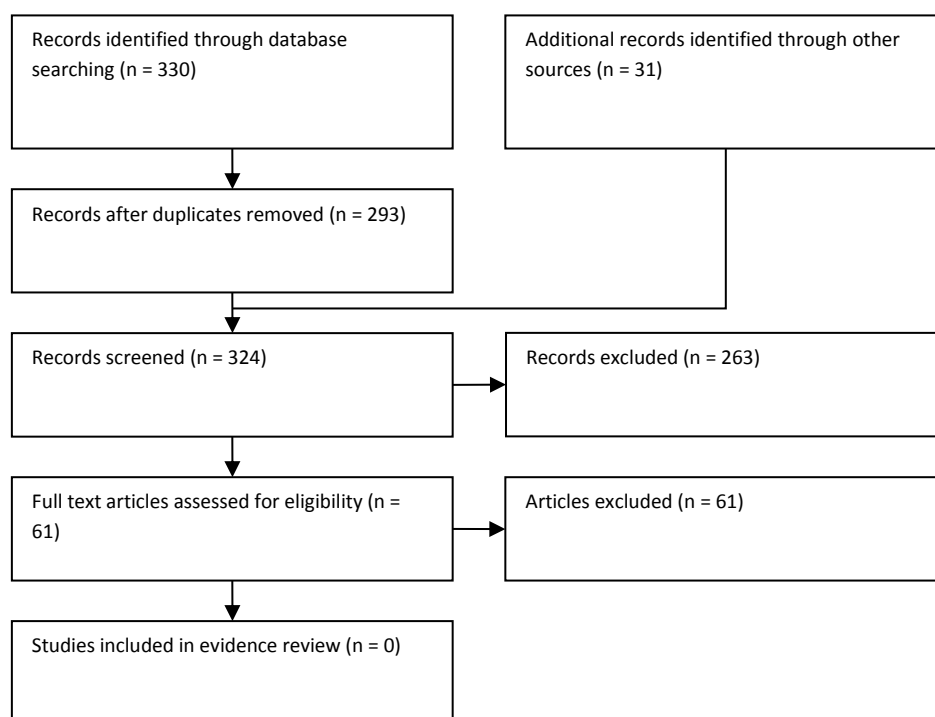 Records identified through database
searching (n = 330)
Additional records identified through other
sources (n = 31)
Records after duplicates removed (n = 293)
Records screened (n = 324)
Records excluded (n = 263)
Full text articles assessed for eligibility (n =
61)
Articles excluded (n = 61)
Studies included in evidence review (n = 0)